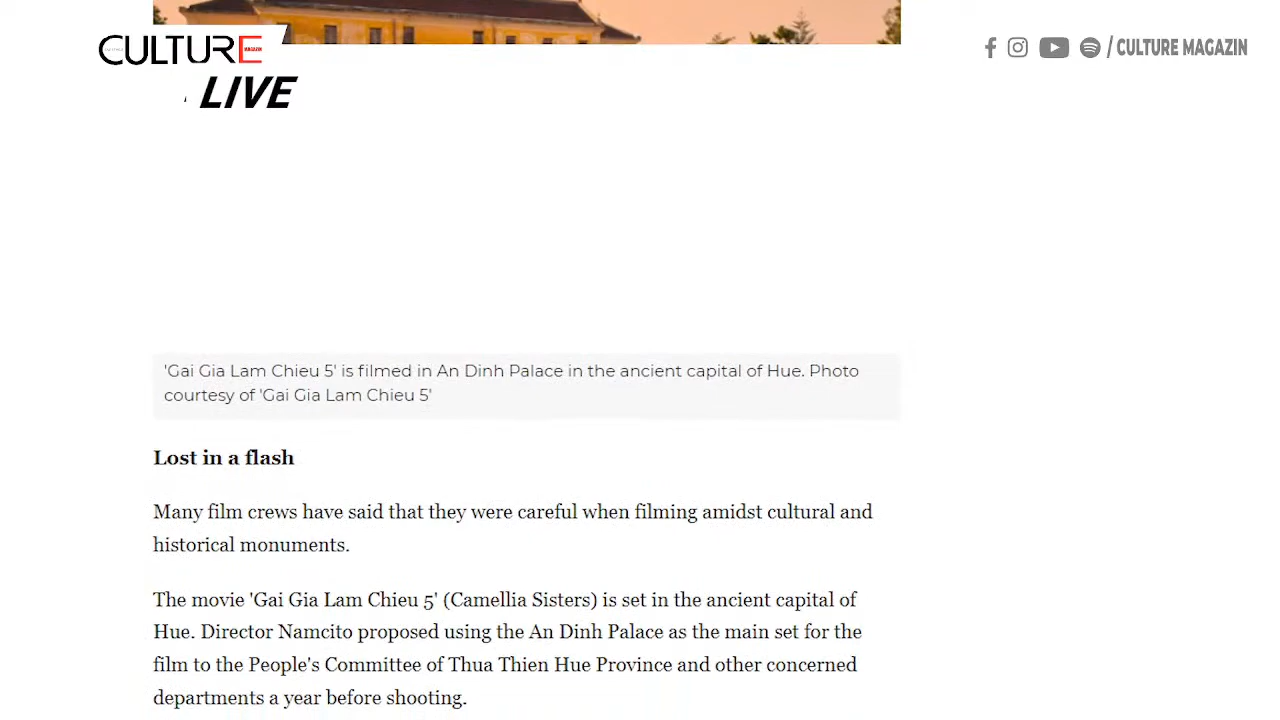 CULTURE
MAGAZIN
LIVE
/ CULTURE MAGAZIN
'Gai Gia Lam Chieu 5' is filmed in An Dinh Palace in the ancient capital of Hue. Photo
courtesy of 'Gai Gia Lam Chieu 5'
Lost in a flash
Many film crews have said that they were careful when filming amidst cultural and
historical monuments.
The movie 'Gai Gia Lam Chieu 5' (Camellia Sisters) is set in the ancient capital of
Hue. Director Namcito proposed using the An Dinh Palace as the main set for the
film to the People's Committee of Thua Thien Hue Province and other concerned
departments a year before shooting.